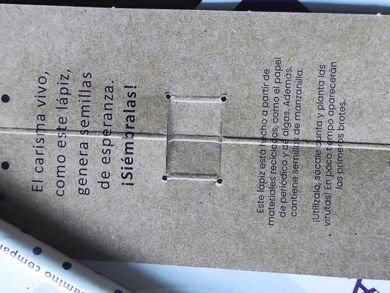 El carisma vivo,
como este lápiz,
genera semillas
de esperanza.
¡Siémbralas!
Este lápiz está hecho a partir de
materiales reciclados, como el papel
de periódico y las algas. Además,
contiene semillas de manzanilla.
¡Utilízalo, sácale punta y planta las
virutas! En poco tiempo aparecerán
los primeros brotes.
camino compar